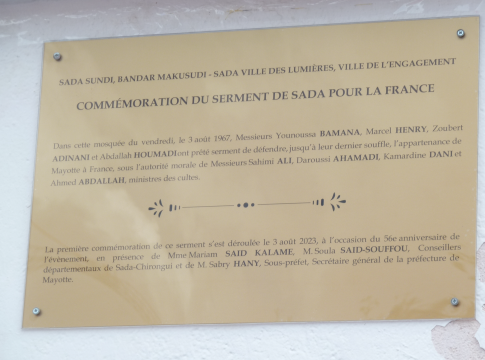 SADA SUNDI, BANDAR MAKUSUDI - SADA VILLE DES LUMIÉRES, VILLE DE L'ENGAGEMENT
COMMÉMORATION DU SERMENT DE SADA POUR LA FRANCE
Dans cette mosquée du vendredi, le 3 août 1967, Messieurs Younoussa BAMANA, Marcel HENRY, Zoubert
ADINANI et Abdallah HOUMADI ont prêté serment de défendre, jusqu'à leur dernier souffle, l'appartenance de
Mayotte à France, sous l'autorité morale de Messieurs Sahimi ALI, Daroussi AHAMADI, Kamardine DANI et
Ahmed ABDALLAH, ministres des cultes.
La première commémoration de ce serment s'est déroulée le 3 août 2023, à l'occasion du 56e anniversaire de
l'évènement, en présence de Mme Mariam SAID KALAME, M. Soula SAID-SOUFFOU, Conseillers
départementaux de Sada-Chirongui et de M. Sabry HANY, Sous-préfet, Secrétaire général de la préfecture de
Mayotte.